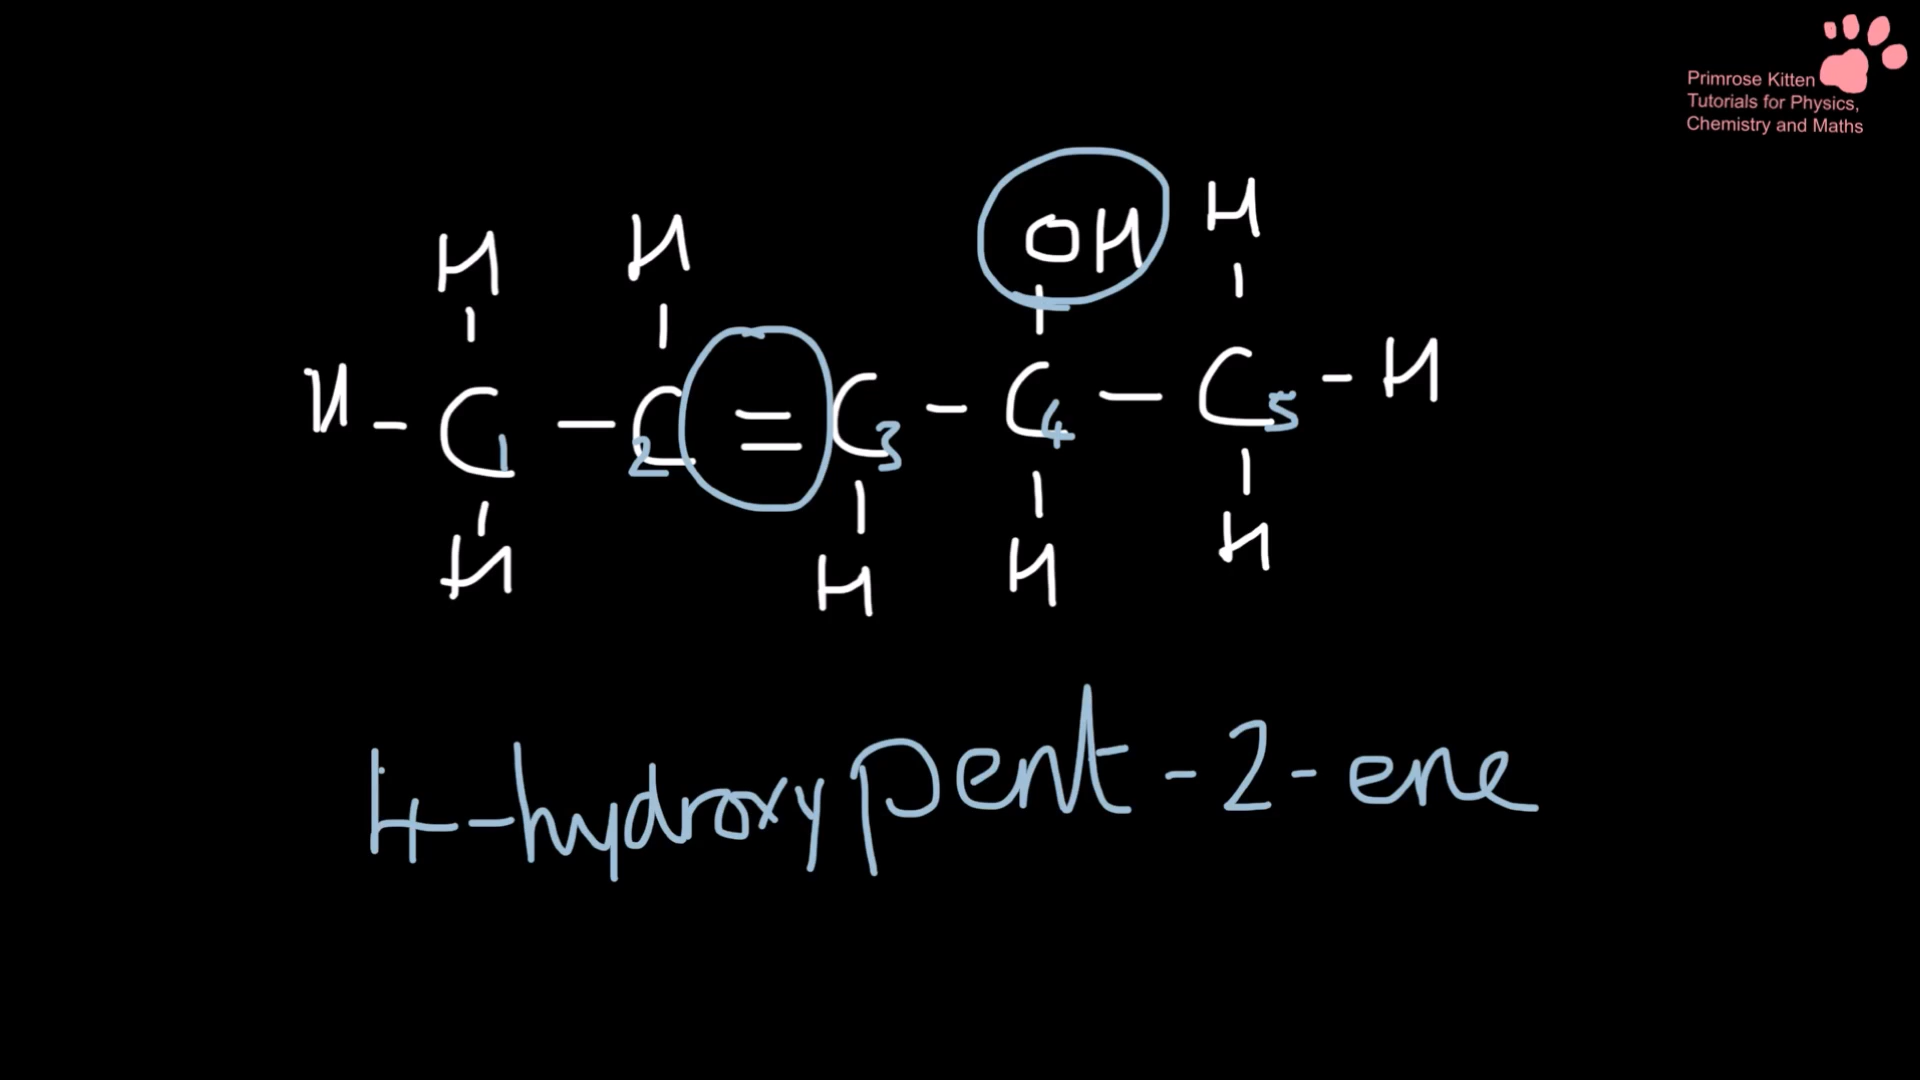 Primrose Kitten
Tutorials for Physics,
Chemistry and Maths
H H OH H
H - C1 - C2 = C3 - C4 - C5 - H
H H H H
4-hydroxypent-2-ene